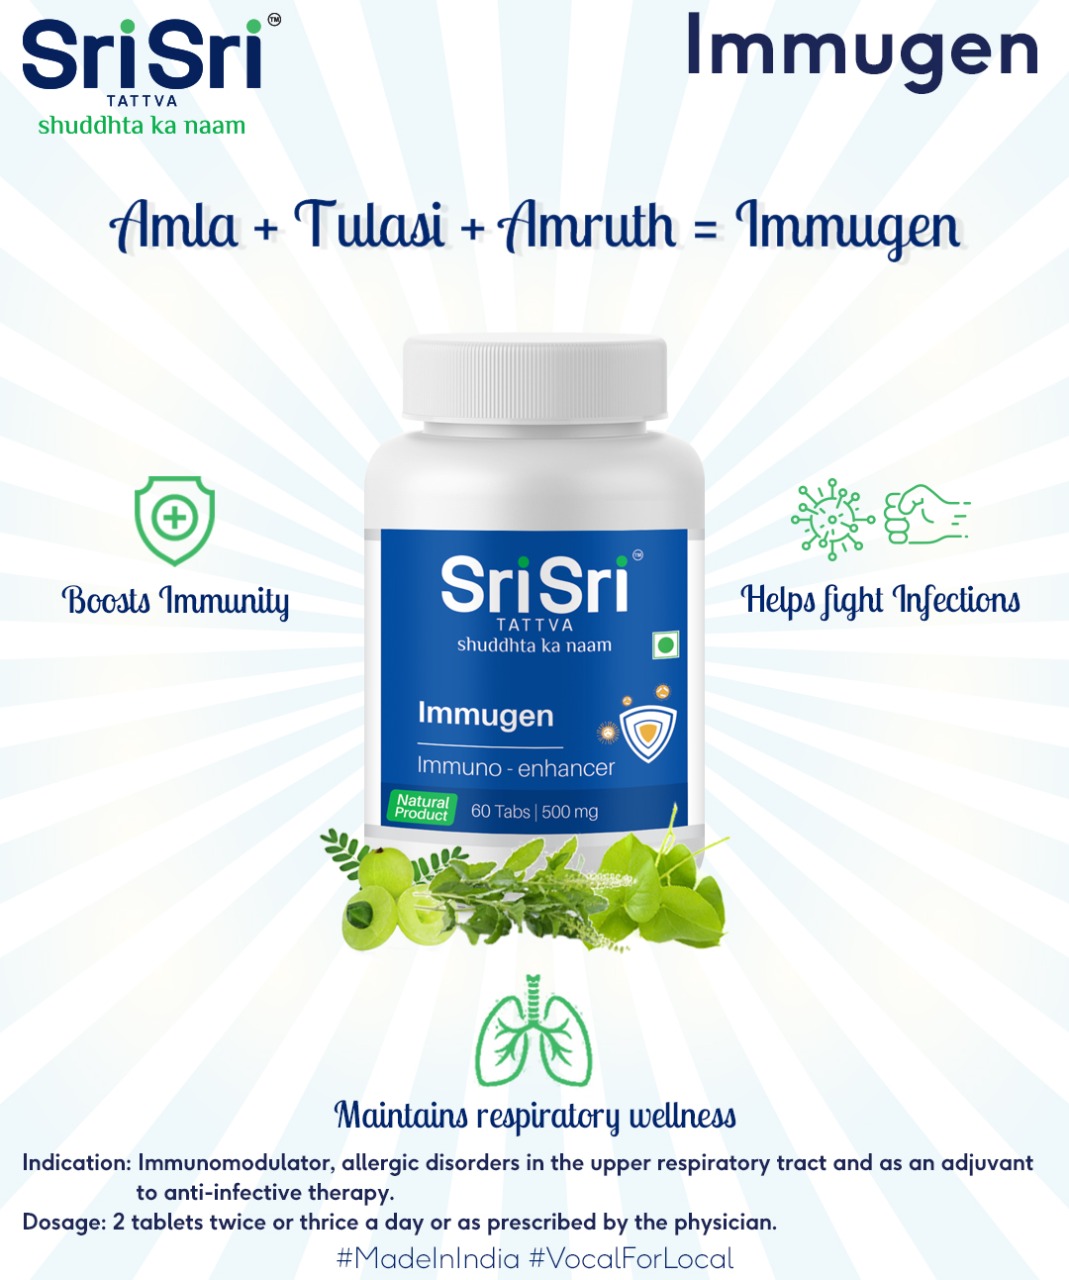 SriSri™
TATTVA
shuddhta ka naam
Immugen
Amla + Tulasi + Amruth = Immugen
Boosts Immunity
Helps fight Infections
SriSri™
TATTVA
shuddhta ka naam
Immugen
Immuno - enhancer
Natural
Product
60 Tabs | 500 mg
Maintains respiratory wellness
Indication: Immunomodulator, allergic disorders in the upper respiratory tract and as an adjuvant
to anti-infective therapy.
Dosage: 2 tablets twice or thrice a day or as prescribed by the physician.
#MadeInIndia #VocalForLocal